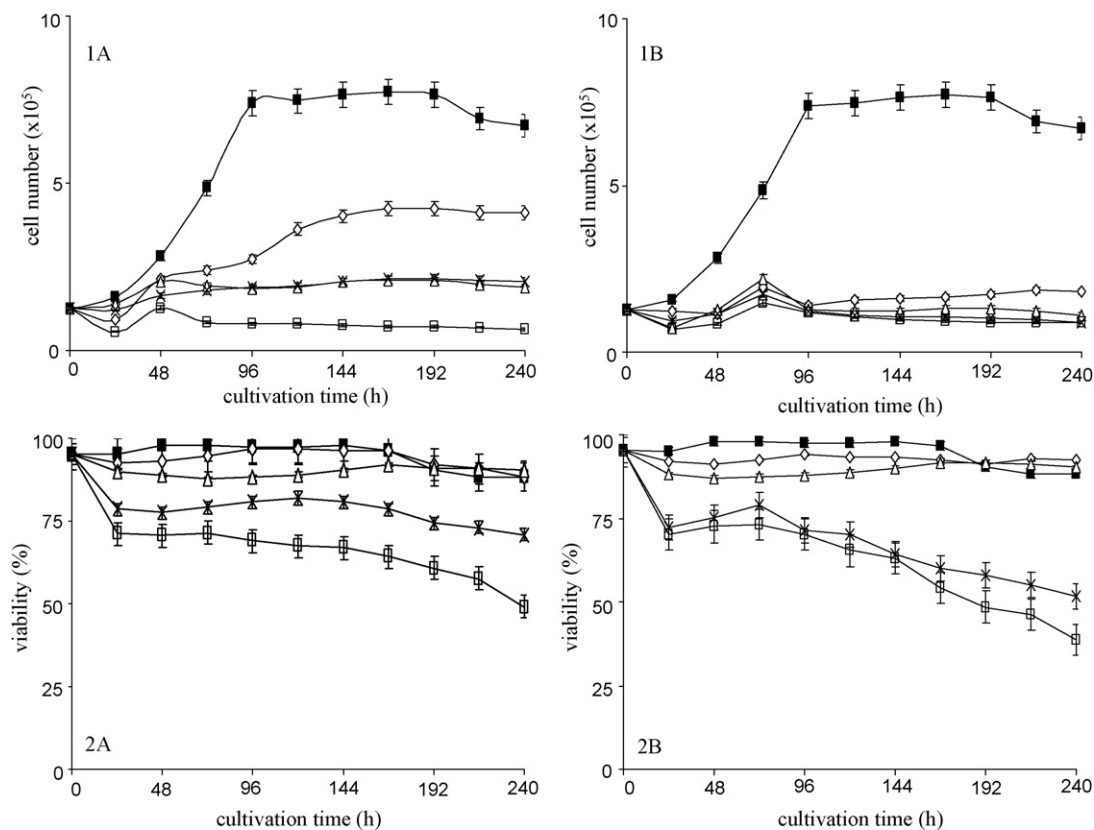 1A
cell number (x10⁵)
10
5
0
0 48 96 144 192 240
cultivation time (h)
1B
cell number (x10⁵)
10
5
0
0 48 96 144 192 240
cultivation time (h)
2A
viability (%)
100
75
50
25
0
0 48 96 144 192 240
cultivation time (h)
2B
viability (%)
100
75
50
25
0
0 48 96 144 192 240
cultivation time (h)